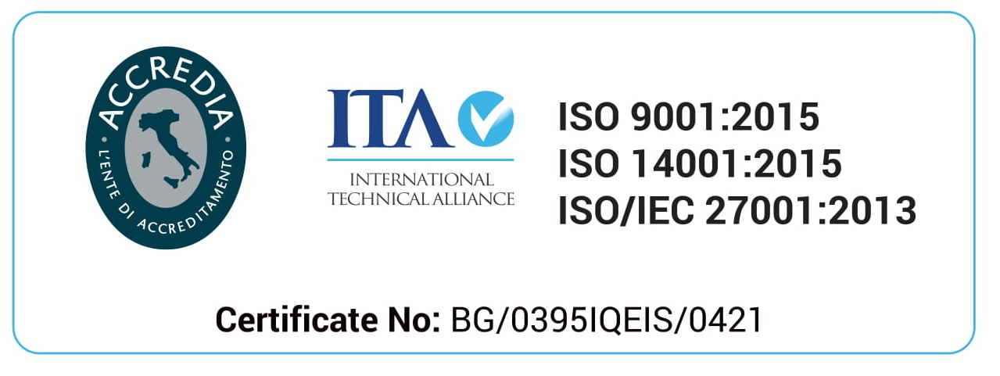 ACCREDIA
L'ENTE DI ACCREDITAMENTO
ITA
INTERNATIONAL
TECHNICAL ALLIANCE
ISO 9001:2015
ISO 14001:2015
ISO/IEC 27001:2013
Certificate No: BG/0395IQEIS/0421